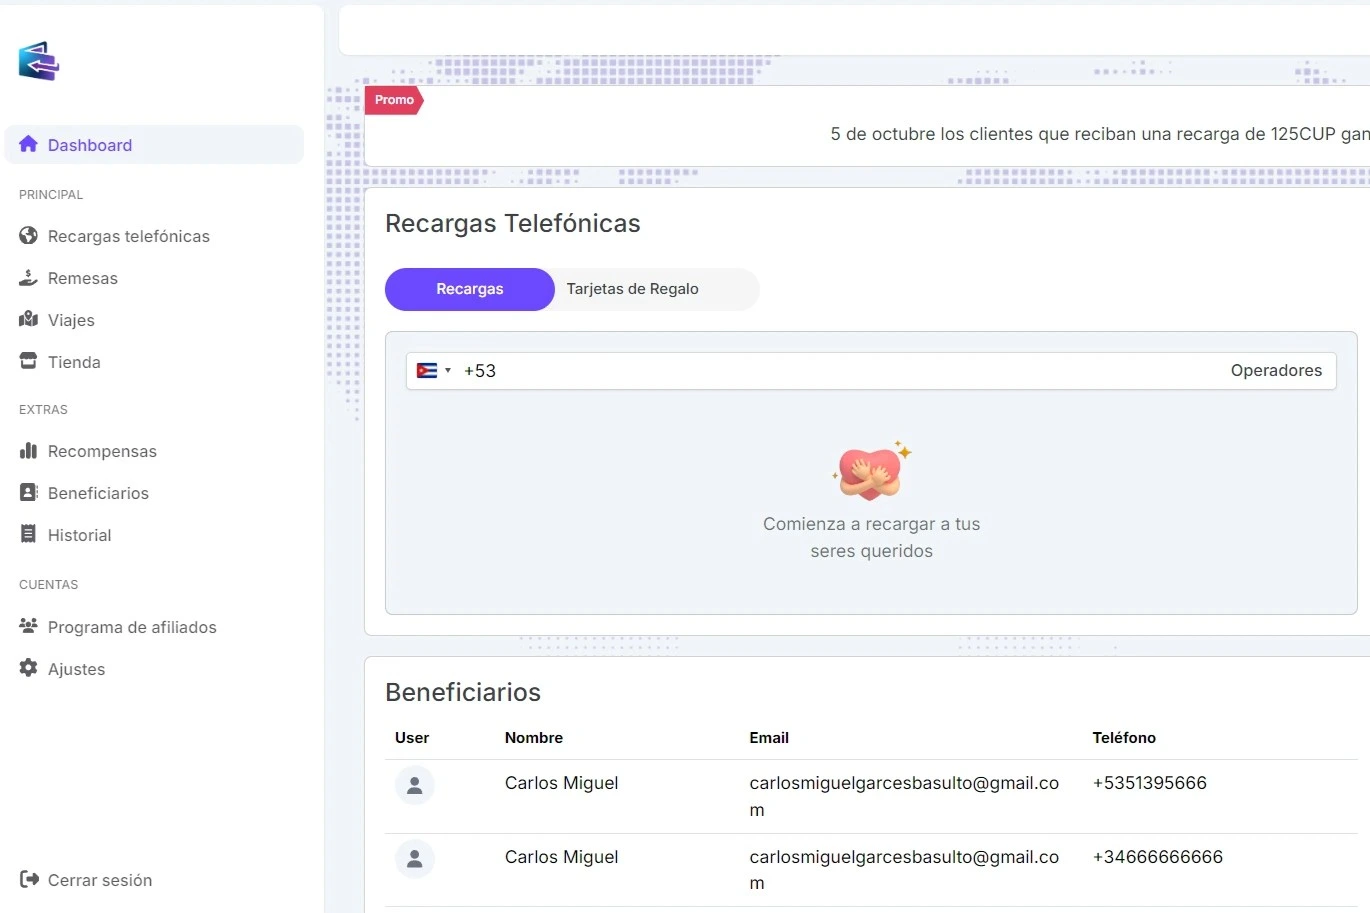 Dashboard
PRINCIPAL
Recargas telefónicas
Remesas
Viajes
Tienda
EXTRAS
Recompensas
Beneficiarios
Historial
CUENTAS
Programa de afiliados
Ajustes
Cerrar sesión
Promo
5 de octubre los clientes que reciban una recarga de 125CUP gan
Recargas Telefónicas
Recargas Tarjetas de Regalo
+53 Operadores
Comienza a recargar a tus
seres queridos
Beneficiarios
User Nombre Email Teléfono
Carlos Miguel carlosmiguelgarcesbasulto@gmail.co +5351395666
m
Carlos Miguel carlosmiguelgarcesbasulto@gmail.co +34666666666
m